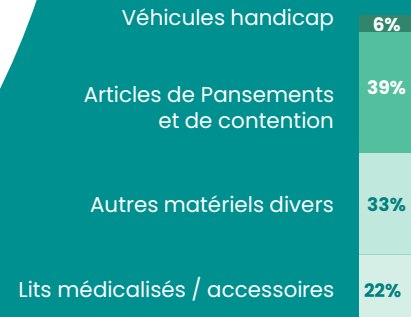 Véhicules handicap 6%
Articles de Pansements 39%
et de contention
Autres matériels divers 33%
Lits médicalisés / accessoires 22%